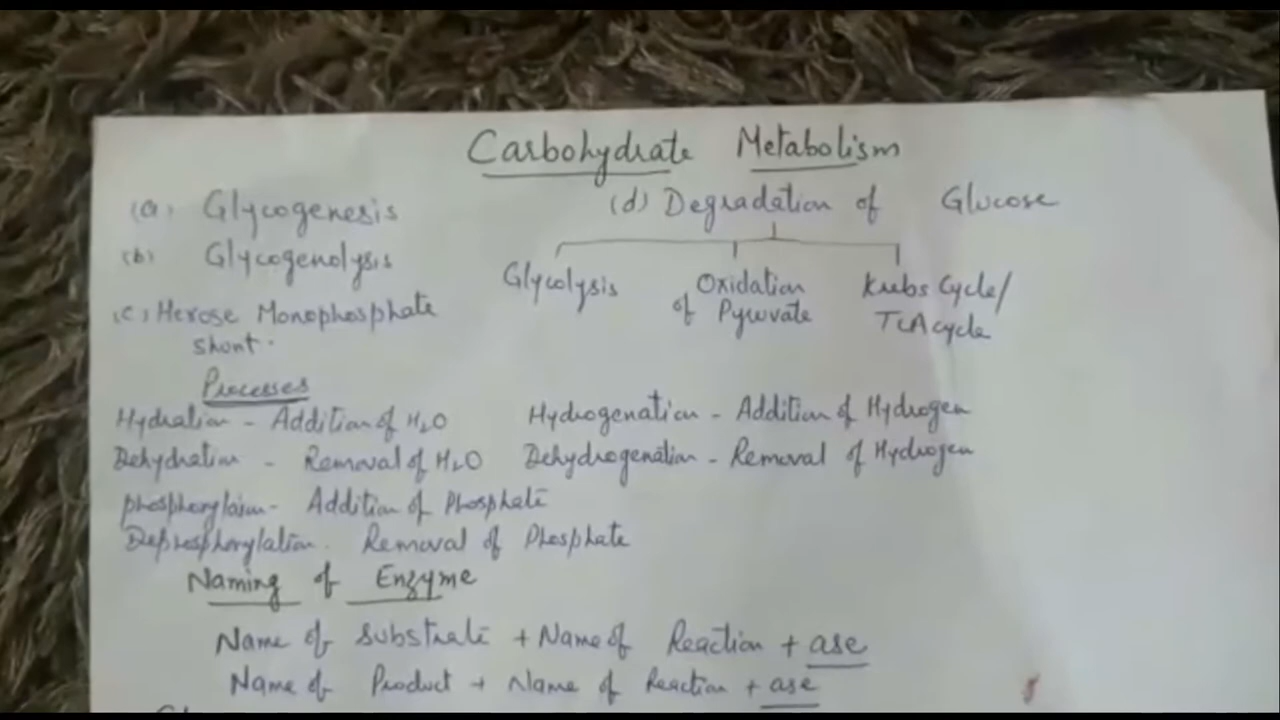 Carbohydrate Metabolism
(a) Glycogenesis
(b) Glycogenolysis
(c) Hexose Monophosphate
Shunt.
(d) Degradation of Glucose
Glycolysis
Oxidation
of Pyruvate
Krebs Cycle/
TCA cycle
Processes
Hydration - Addition of H2O
Hydrogenation - Addition of Hydrogen
Dehydration - Removal of H2O
Dehydrogenation - Removal of Hydrogen
Addition of Phosphate
Dephosphorylation. Removal of Phosphate
Naming of Enzyme
Name of Substrate + Name of Reaction + ase
Name of Product + Name of Reaction + ase